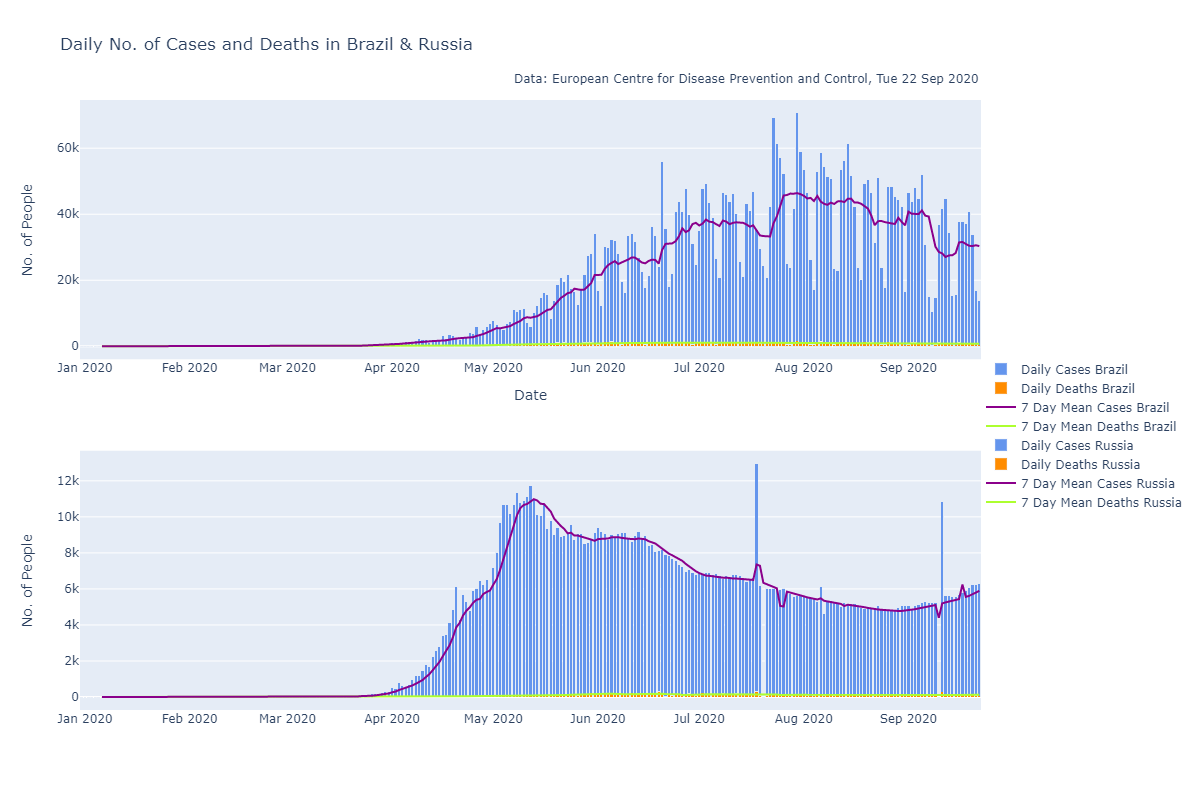 Daily No. of Cases and Deaths in Brazil & Russia
Data: European Centre for Disease Prevention and Control, Tue 22 Sep 2020
No. of People
60k
40k
20k
0
Jan 2020 Feb 2020 Mar 2020 Apr 2020 May 2020 Jun 2020 Jul 2020 Aug 2020 Sep 2020
Date
Daily Cases Brazil
Daily Deaths Brazil
7 Day Mean Cases Brazil
7 Day Mean Deaths Brazil
Daily Cases Russia
Daily Deaths Russia
7 Day Mean Cases Russia
7 Day Mean Deaths Russia
No. of People
12k
10k
8k
6k
4k
2k
0
Jan 2020 Feb 2020 Mar 2020 Apr 2020 May 2020 Jun 2020 Jul 2020 Aug 2020 Sep 2020